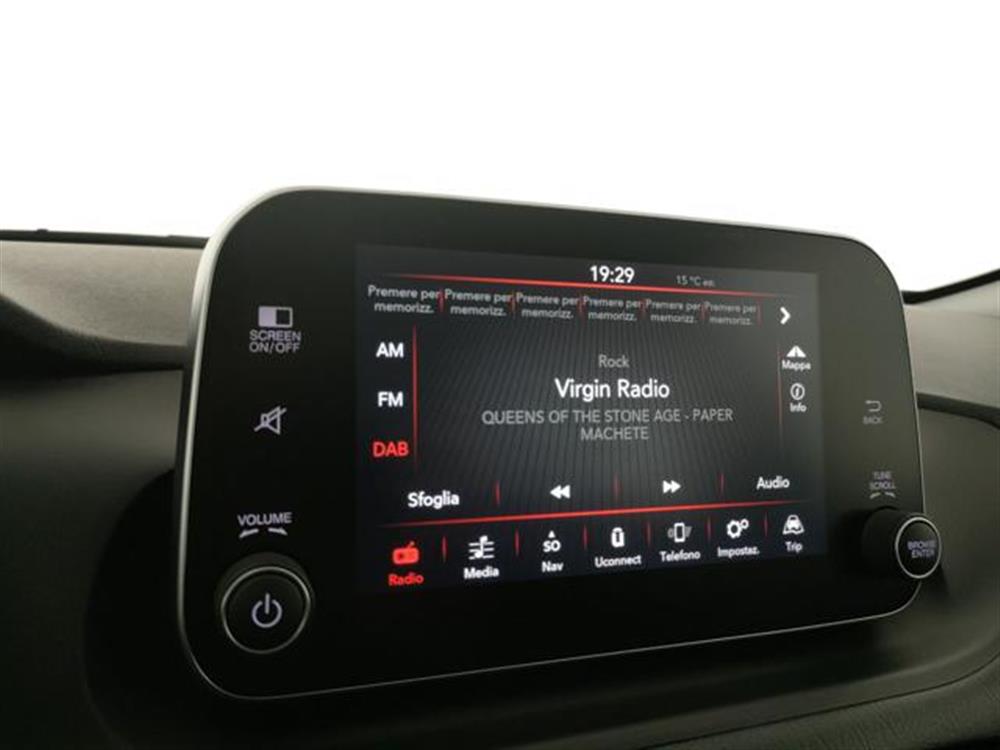 19:29
15 °C est.
Premere per Premere per Premere per Premere per Premere per Premere per
memorizz. memorizz. memorizz. memorizz. memorizz. memorizz.
SCREEN
ON/OFF
AM
Mappa
Rock
FM
Virgin Radio
Info
QUEENS OF THE STONE AGE - PAPER
MACHETE
BACK
DAB
TUNE
SCROLL
Sfoglia
Audio
VOLUME
SO
Radio
Media
Nav
Uconnect
Telefono
Impostaz.
Trip
BROWSE
ENTER